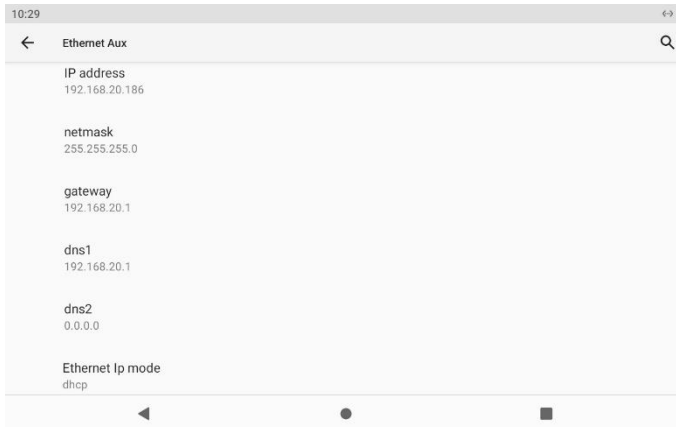 10:29
Ethernet Aux
IP address
192.168.20.186
netmask
255.255.255.0
gateway
192.168.20.1
dns1
192.168.20.1
dns2
0.0.0.0
Ethernet Ip mode
dhcp